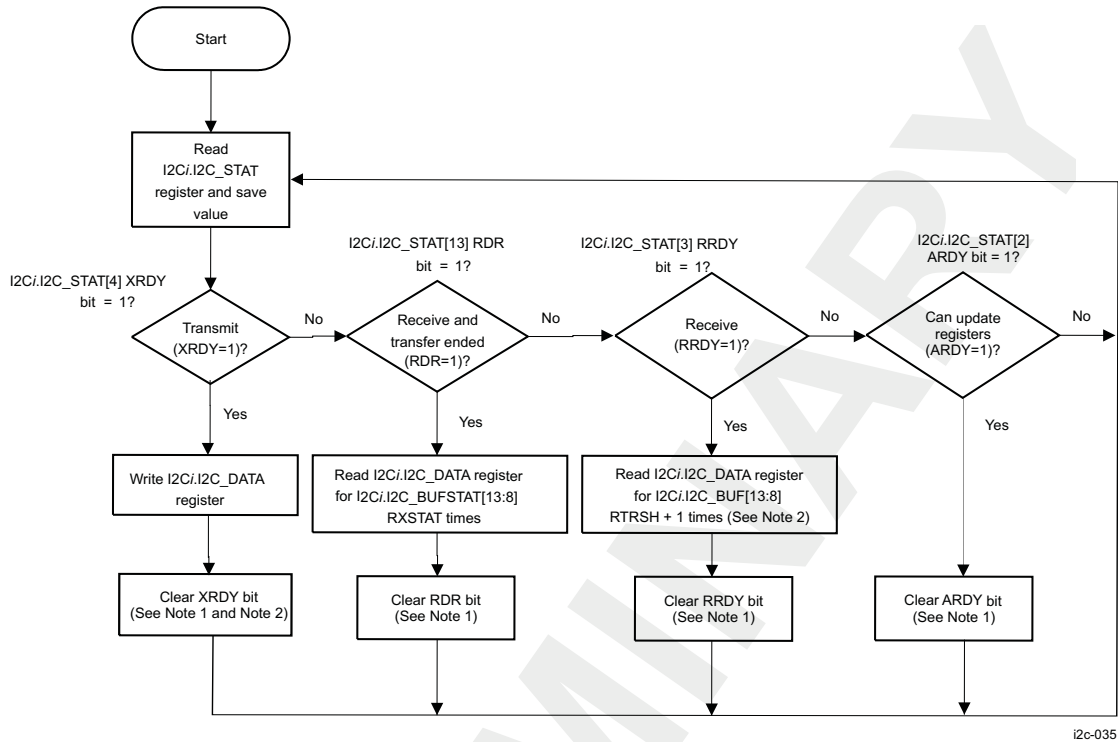 Start
Read
I2Ci.I2C_STAT
register and save
value
I2Ci.I2C_STAT[4] XRDY
bit = 1?
I2Ci.I2C_STAT[13] RDR
bit = 1?
I2Ci.I2C_STAT[3] RRDY
bit = 1?
I2Ci.I2C_STAT[2]
ARDY bit = 1?
Transmit
(XRDY=1)?
No
Receive and
transfer ended
(RDR=1)?
No
Receive
(RRDY=1)?
No
Can update
registers
(ARDY=1)?
No
Yes
Yes
Yes
Yes
Write I2Ci.I2C_DATA
register
Read I2Ci.I2C_DATA register
for I2Ci.I2C_BUFSTAT[13:8]
RXSTAT times
Read I2Ci.I2C_DATA register
for I2Ci.I2C_BUF[13:8]
RTRSH + 1 times (See Note 2)
Clear XRDY bit
(See Note 1 and Note 2)
Clear RDR bit
(See Note 1)
Clear RRDY bit
(See Note 1)
Clear ARDY bit
(See Note 1)
i2c-035
MINARY